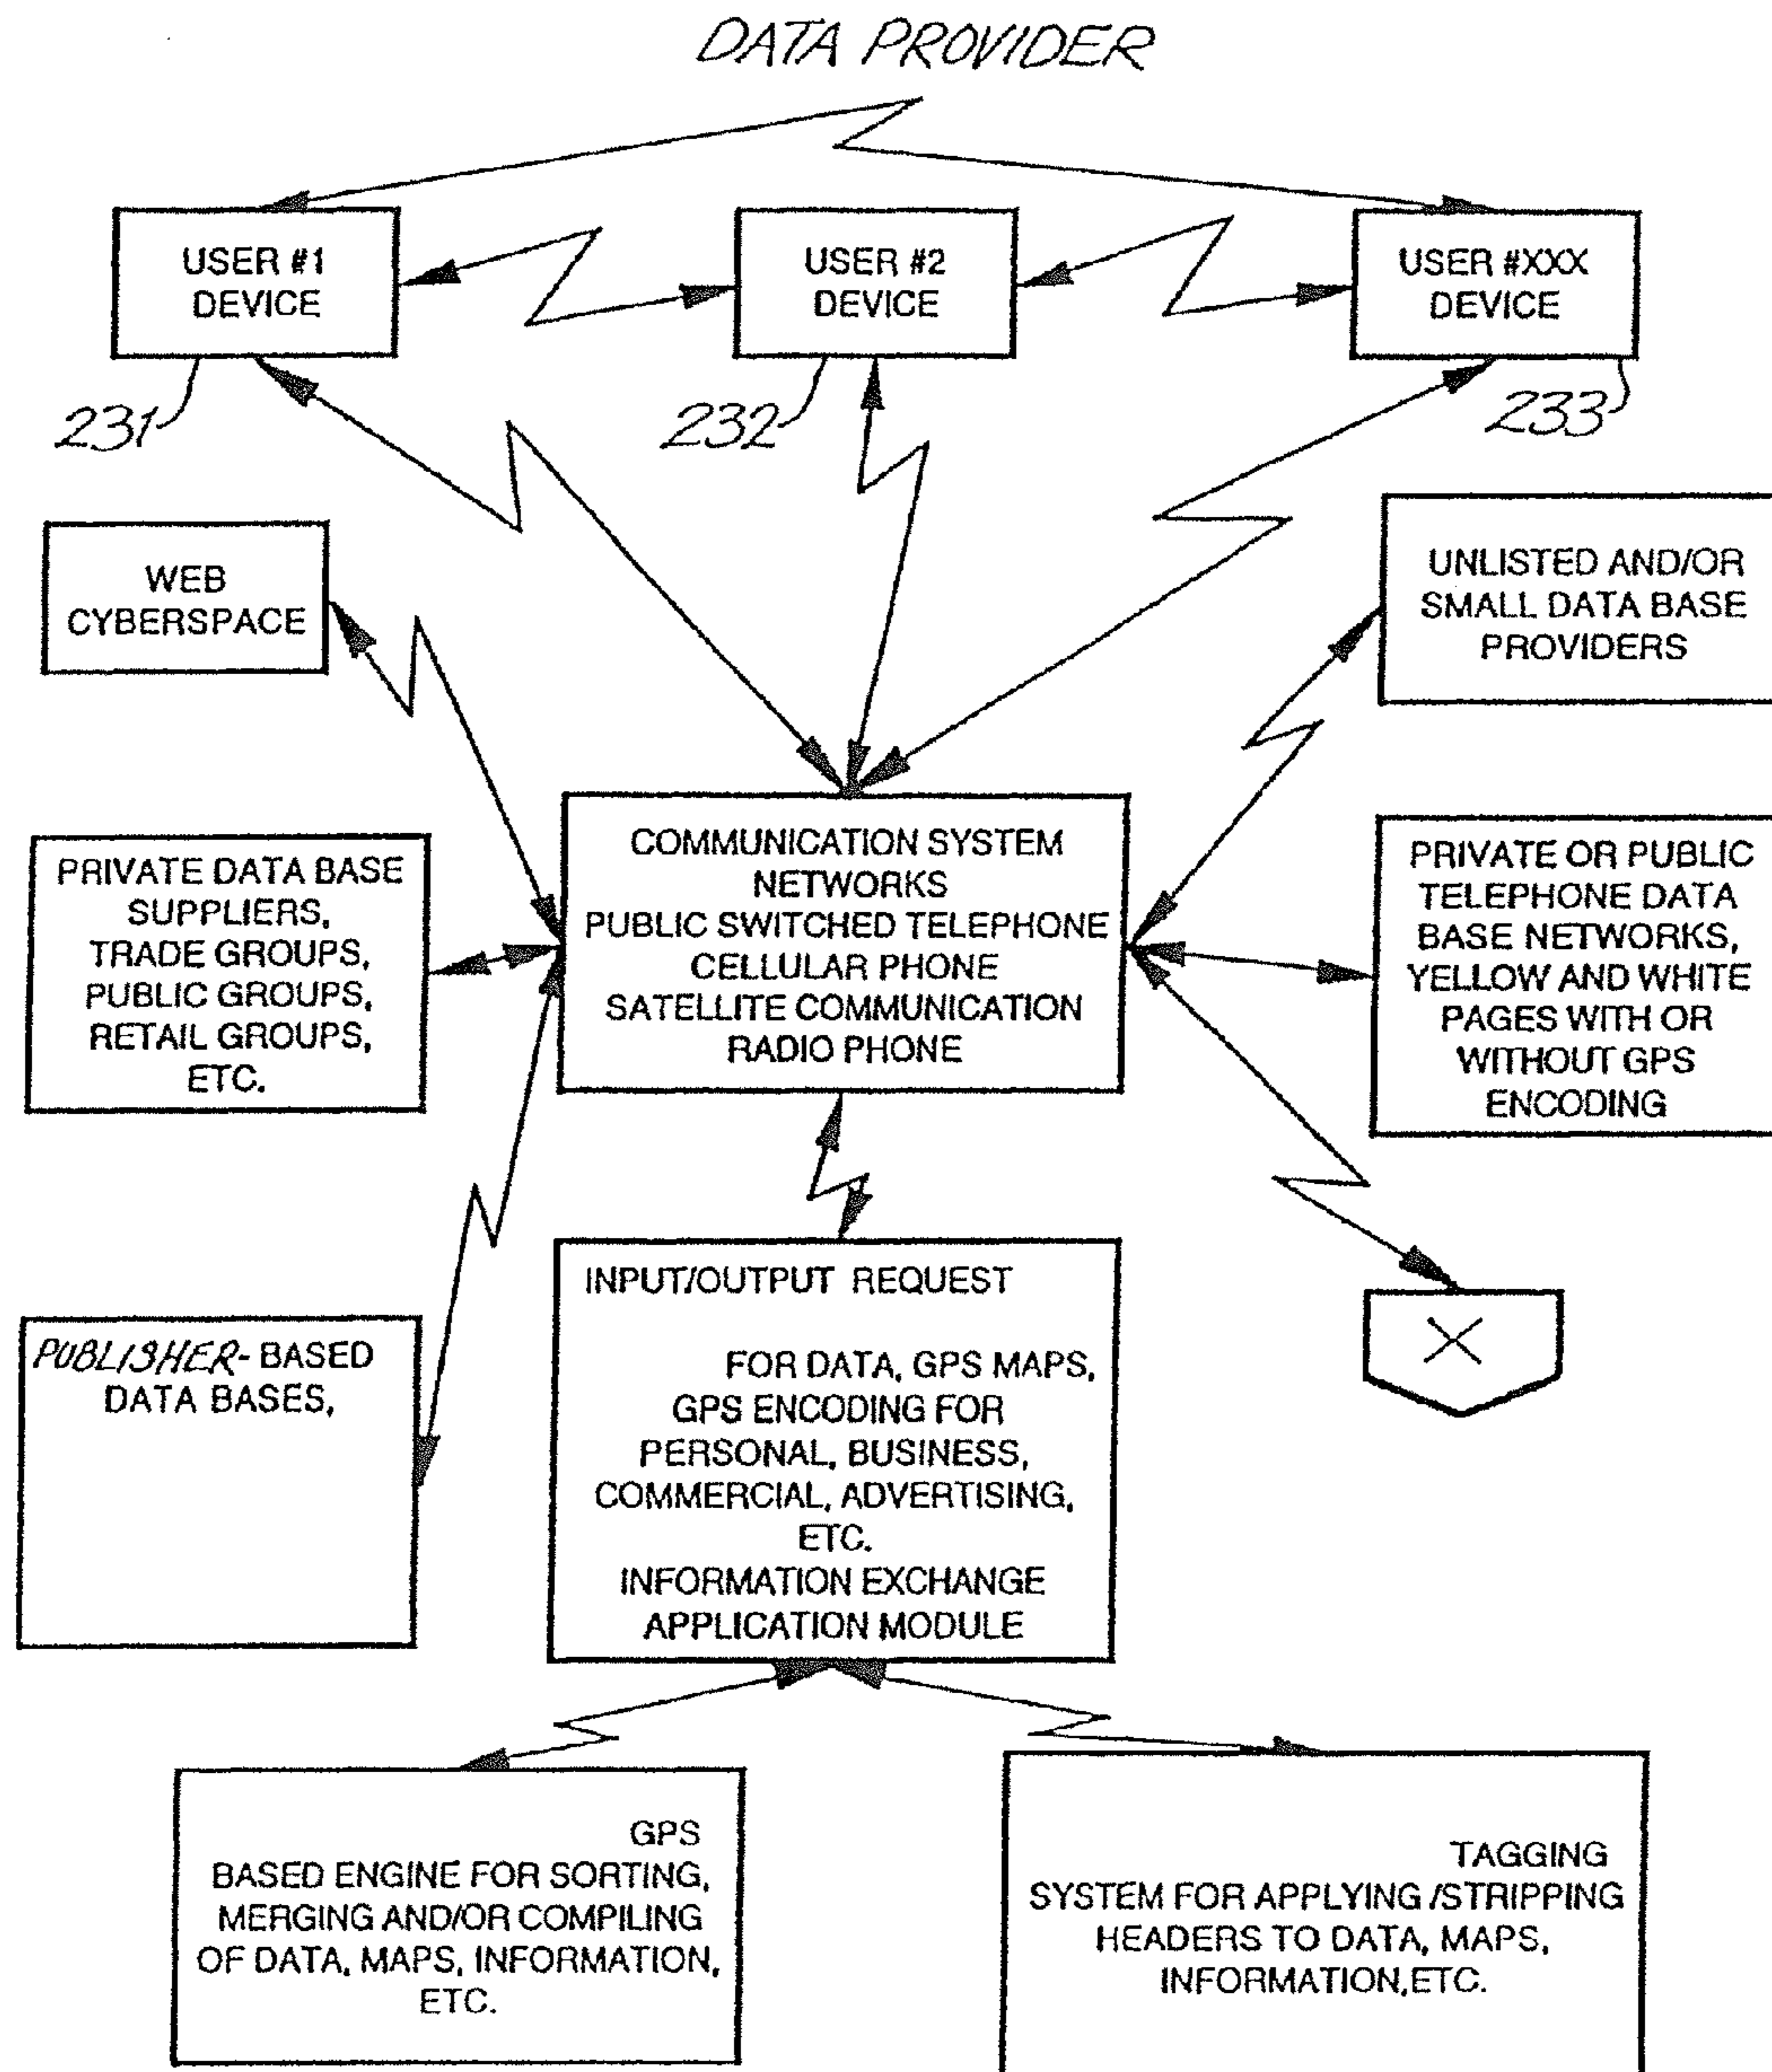 DATA PROVIDER
USER #1
DEVICE
USER #2
DEVICE
USER #XXX
DEVICE
231
232
233
WEB
CYBERSPACE
UNLISTED AND/OR
SMALL DATA BASE
PROVIDERS
PRIVATE DATA BASE
SUPPLIERS,
TRADE GROUPS,
PUBLIC GROUPS,
RETAIL GROUPS,
ETC.
COMMUNICATION SYSTEM
NETWORKS
PUBLIC SWITCHED TELEPHONE
CELLULAR PHONE
SATELLITE COMMUNICATION
RADIO PHONE
PRIVATE OR PUBLIC
TELEPHONE DATA
BASE NETWORKS,
YELLOW AND WHITE
PAGES WITH OR
WITHOUT GPS
ENCODING
PUBLISHER-BASED
DATA BASES,
INPUT/OUTPUT REQUEST
FOR DATA, GPS MAPS,
GPS ENCODING FOR
PERSONAL, BUSINESS,
COMMERCIAL, ADVERTISING,
ETC.
INFORMATION EXCHANGE
APPLICATION MODULE
X
GPS
BASED ENGINE FOR SORTING,
MERGING AND/OR COMPILING
OF DATA, MAPS, INFORMATION,
ETC.
TAGGING
SYSTEM FOR APPLYING /STRIPPING
HEADERS TO DATA, MAPS,
INFORMATION,ETC.